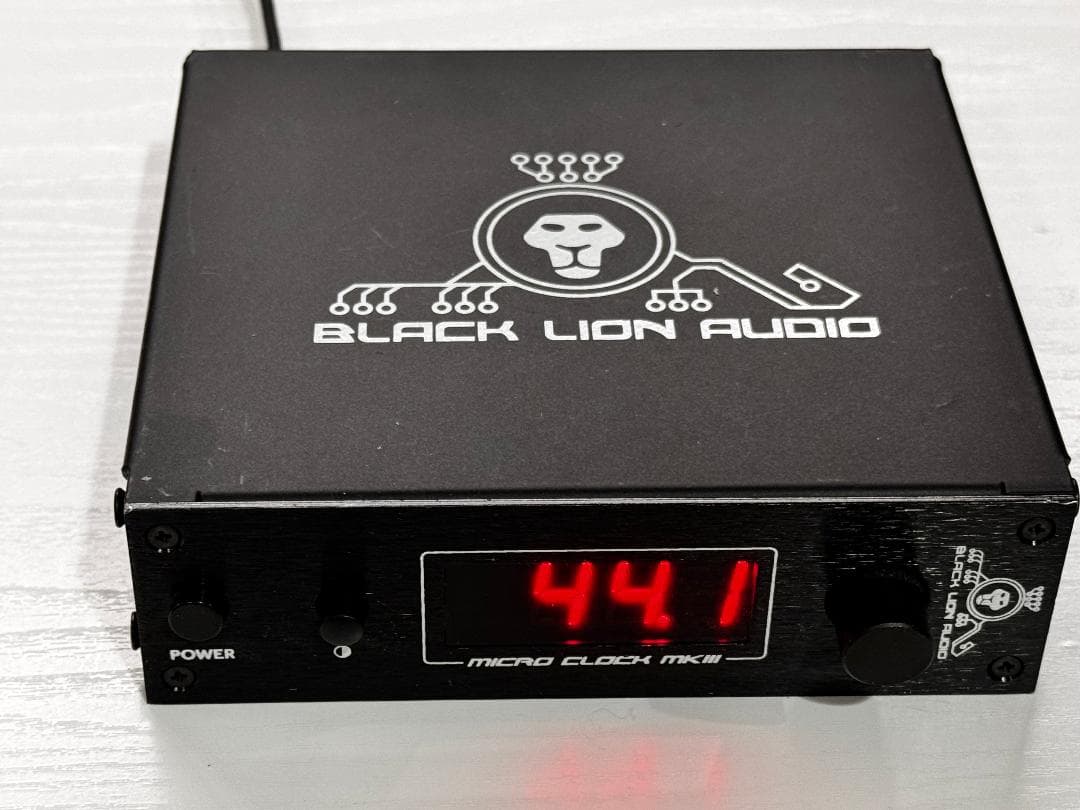 BLACK LION AUDIO
44.1
POWER
MICRO CLOCK MKIII
BLACK LION AUDIO